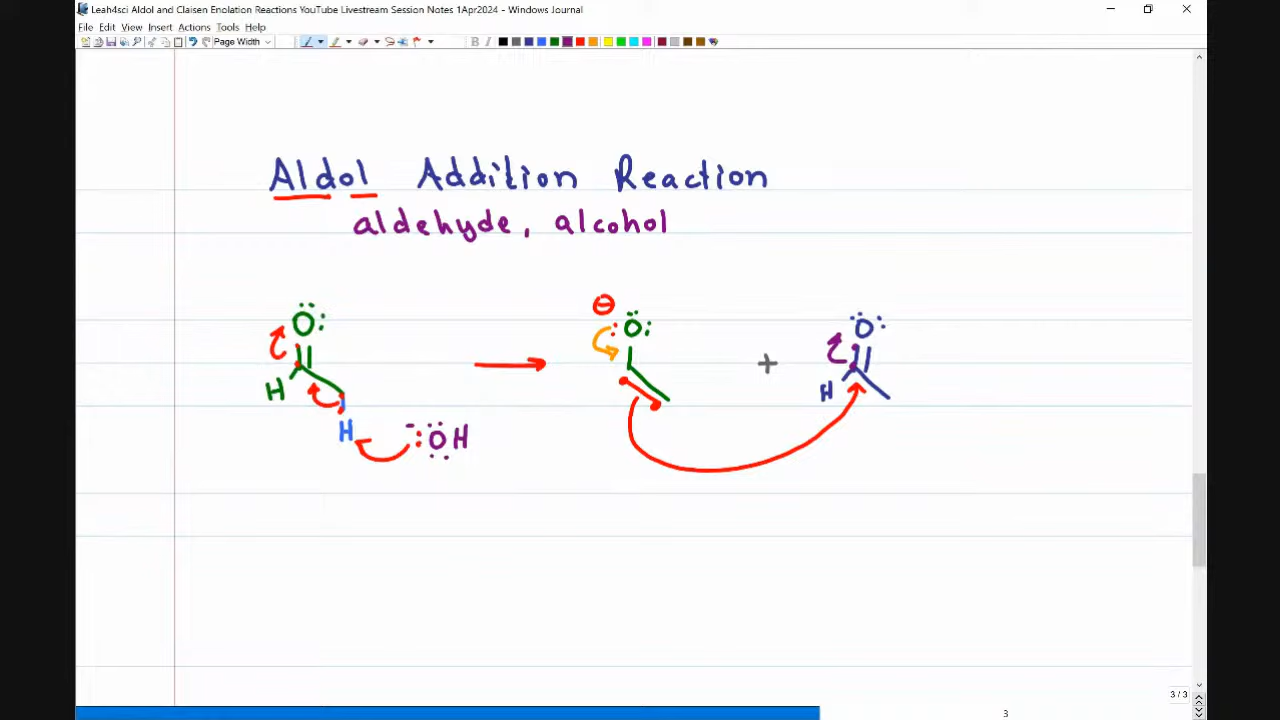 Leah4sci Aldol and Claisen Enolation Reactions YouTube Livestream Session Notes 1Apr2024 - Windows Journal
File Edit View Insert Actions Tools Help
Page Width B I
Aldol Addition Reaction
aldehyde, alcohol
O O O
H + H
H OH
3 / 3
3